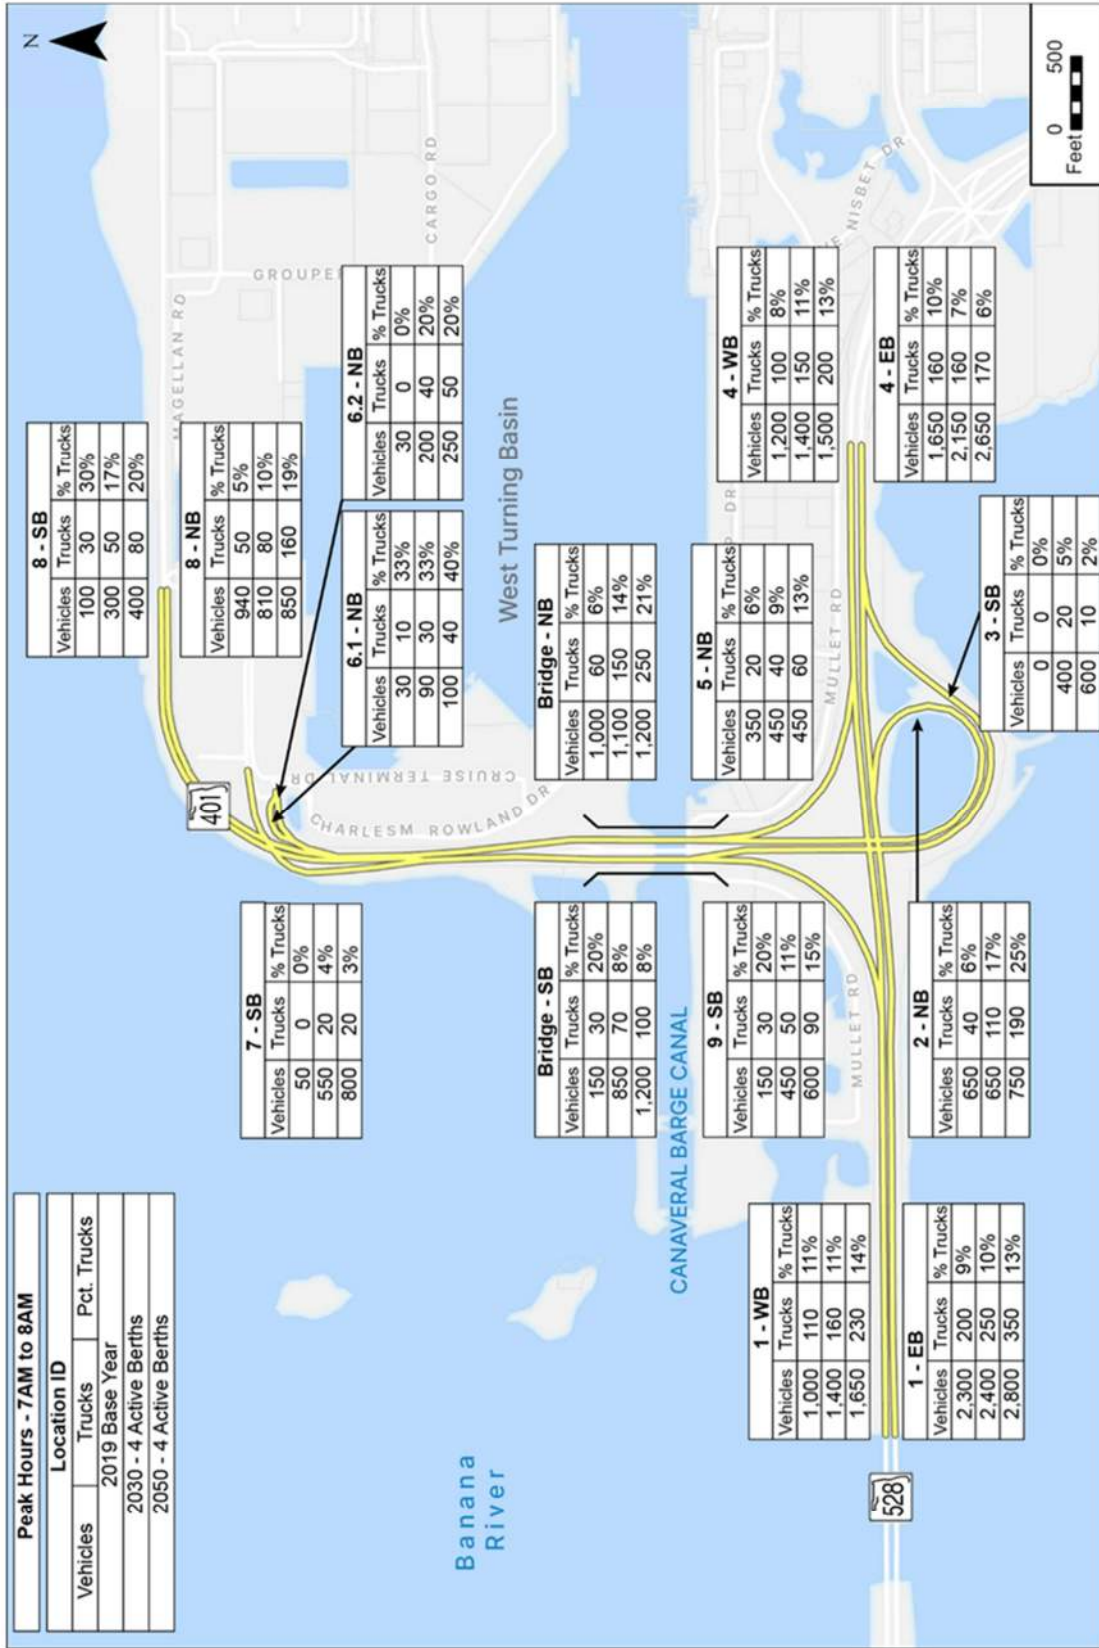 Peak Hours - 7AM to 8AM
Location ID
Vehicles Trucks Pct. Trucks
2019 Base Year
2030 - 4 Active Berths
2050 - 4 Active Berths
N
8 - SB
Vehicles Trucks % Trucks
100 30 30%
300 50 17%
400 80 20%
MAGELLAN RD
8 - NB
Vehicles Trucks % Trucks
940 50 5%
810 80 10%
850 160 19%
401
GROUPE
CARGO RD
7 - SB
Vehicles Trucks % Trucks
50 0 0%
550 20 4%
800 20 3%
CRUISE TERMINAL DR
CHARLESM ROWLAND DR
6.1 - NB
Vehicles Trucks % Trucks
30 10 33%
90 30 33%
100 40 40%
6.2 - NB
Vehicles Trucks % Trucks
30 0 0%
200 40 20%
250 50 20%
West Turning Basin
Banana
River
Bridge - SB
Vehicles Trucks % Trucks
150 30 20%
850 70 8%
1,200 100 8%
Bridge - NB
Vehicles Trucks % Trucks
1,000 60 6%
1,100 150 14%
1,200 250 21%
CANAVERAL BARGE CANAL
9 - SB
Vehicles Trucks % Trucks
150 30 20%
450 50 11%
600 90 15%
5 - NB
Vehicles Trucks % Trucks
350 20 6%
450 40 9%
450 60 13%
DR
4 - WB
Vehicles Trucks % Trucks
1,200 100 8%
1,400 150 11%
1,500 200 13%
1 - WB
Vehicles Trucks % Trucks
1,000 110 11%
1,400 160 11%
1,650 230 14%
MULLET RD
MULLET RD
E NISBET DR
528
1 - EB
Vehicles Trucks % Trucks
2,300 200 9%
2,400 250 10%
2,800 350 13%
2 - NB
Vehicles Trucks % Trucks
650 40 6%
650 110 17%
750 190 25%
4 - EB
Vehicles Trucks % Trucks
1,650 160 10%
2,150 160 7%
2,650 170 6%
3 - SB
Vehicles Trucks % Trucks
0 0 0%
400 20 5%
600 10 2%
0 500
Feet